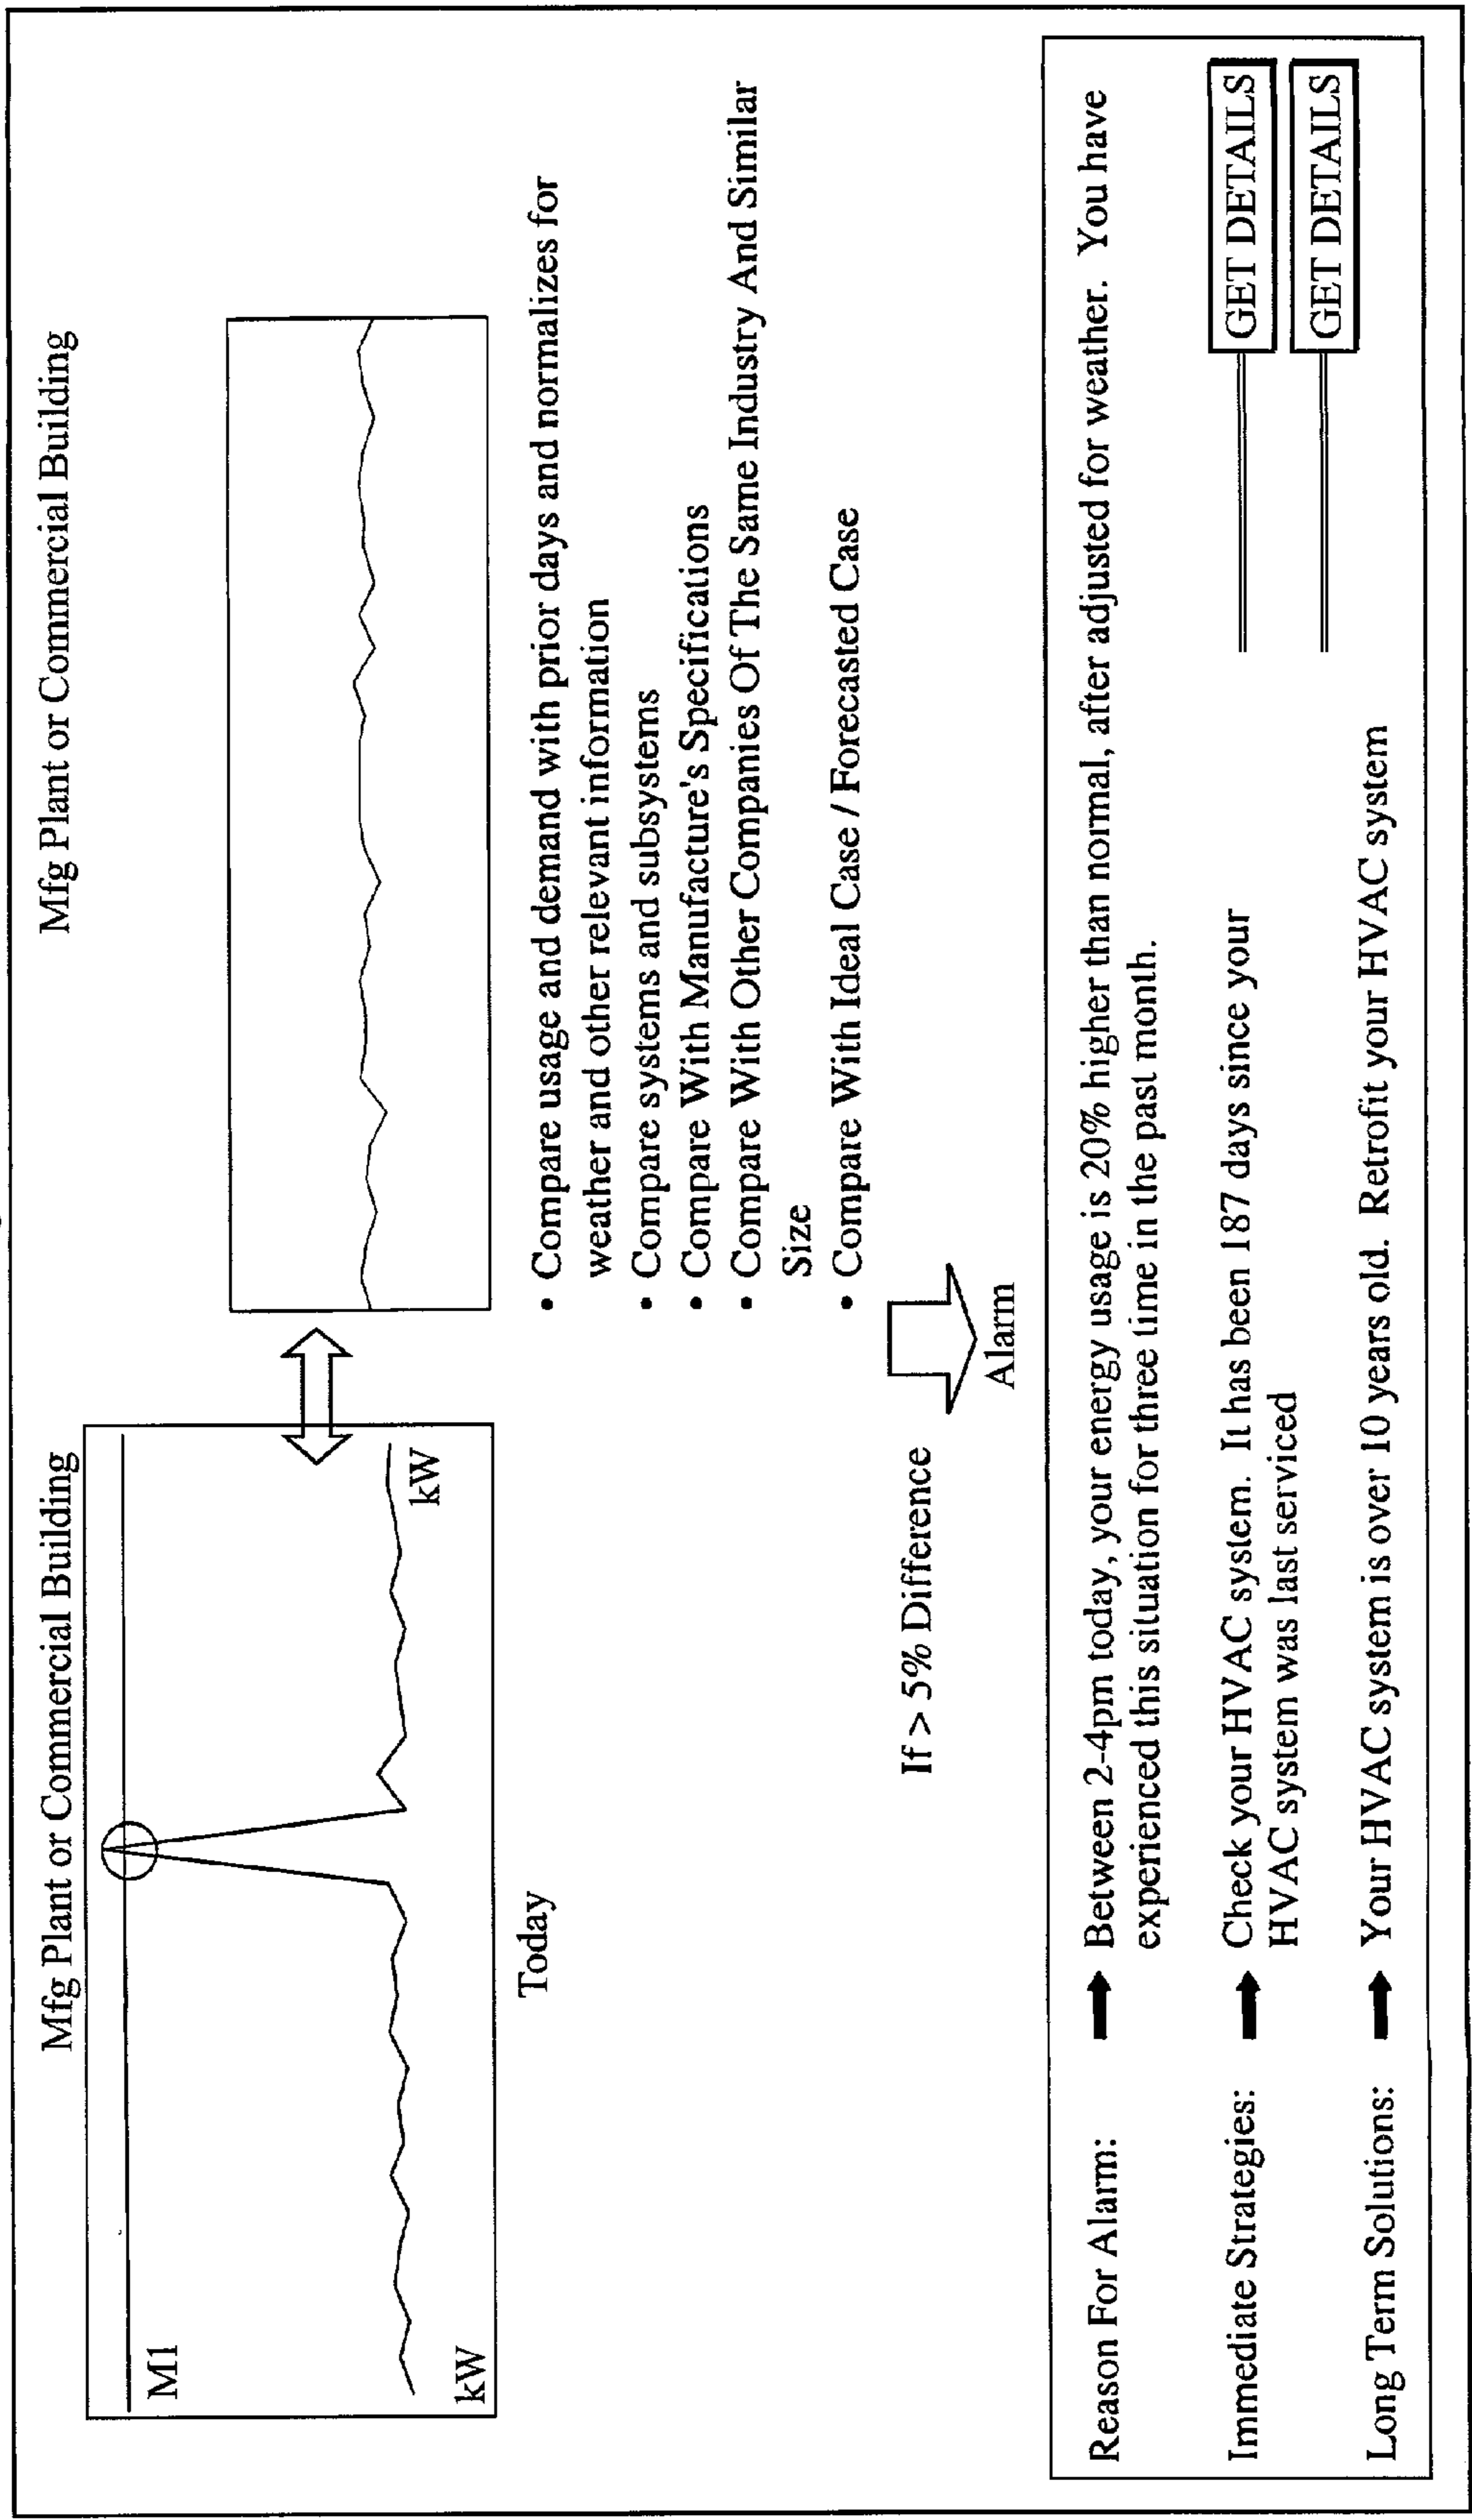 Mfg Plant or Commercial Building
M1
kW
kW
Today
Mfg Plant or Commercial Building
• Compare usage and demand with prior days and normalizes for
weather and other relevant information
• Compare systems and subsystems
• Compare With Manufacture's Specifications
• Compare With Other Companies Of The Same Industry And Similar
Size
• Compare With Ideal Case / Forecasted Case
If > 5% Difference
Alarm
Reason For Alarm:
Between 2-4pm today, your energy usage is 20% higher than normal, after adjusted for weather. You have
experienced this situation for three time in the past month.
Immediate Strategies:
Check your HVAC system. It has been 187 days since your
HVAC system was last serviced
GET DETAILS
Long Term Solutions:
Your HVAC system is over 10 years old. Retrofit your HVAC system
GET DETAILS